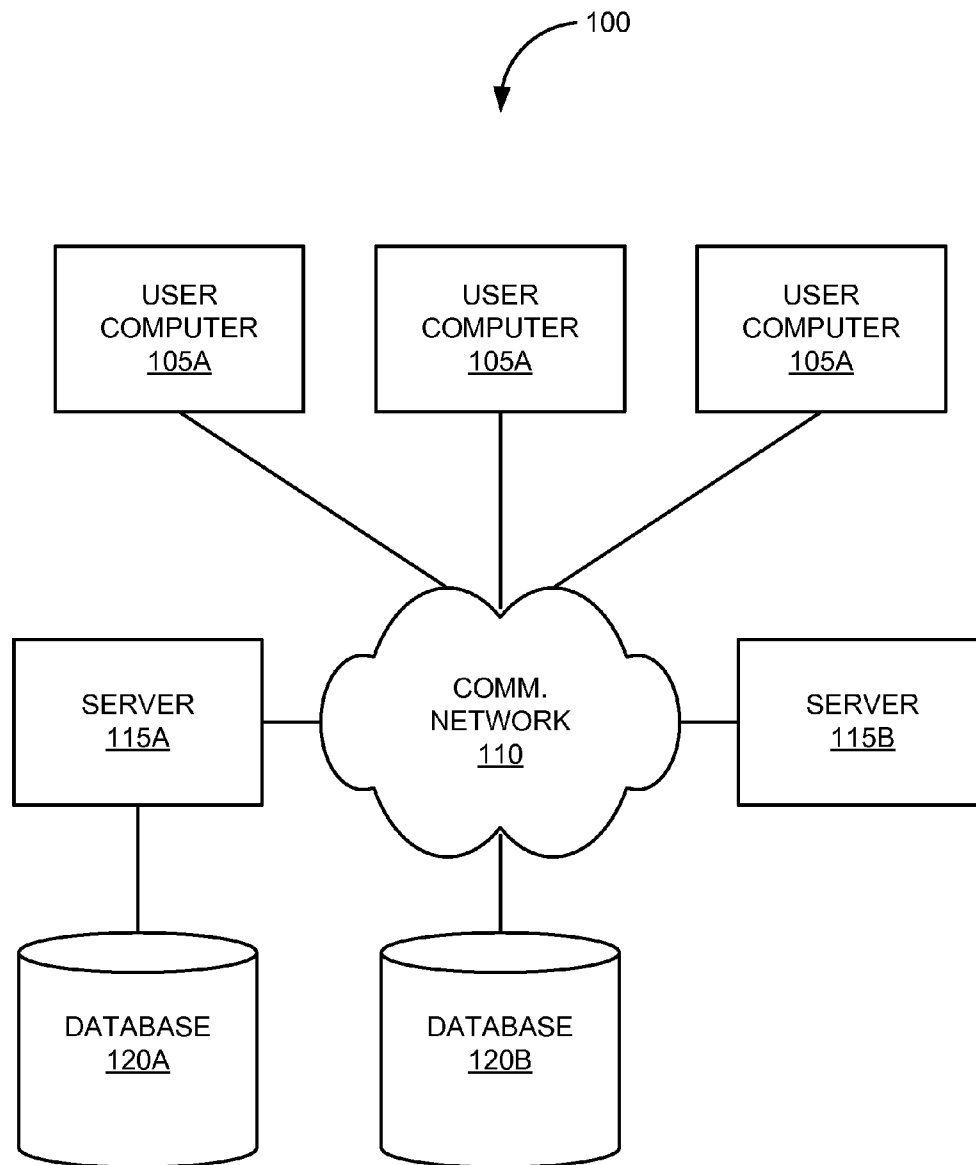 100
USER
COMPUTER
105A
USER
COMPUTER
105A
USER
COMPUTER
105A
SERVER
115A
COMM.
NETWORK
110
SERVER
115B
DATABASE
120A
DATABASE
120B